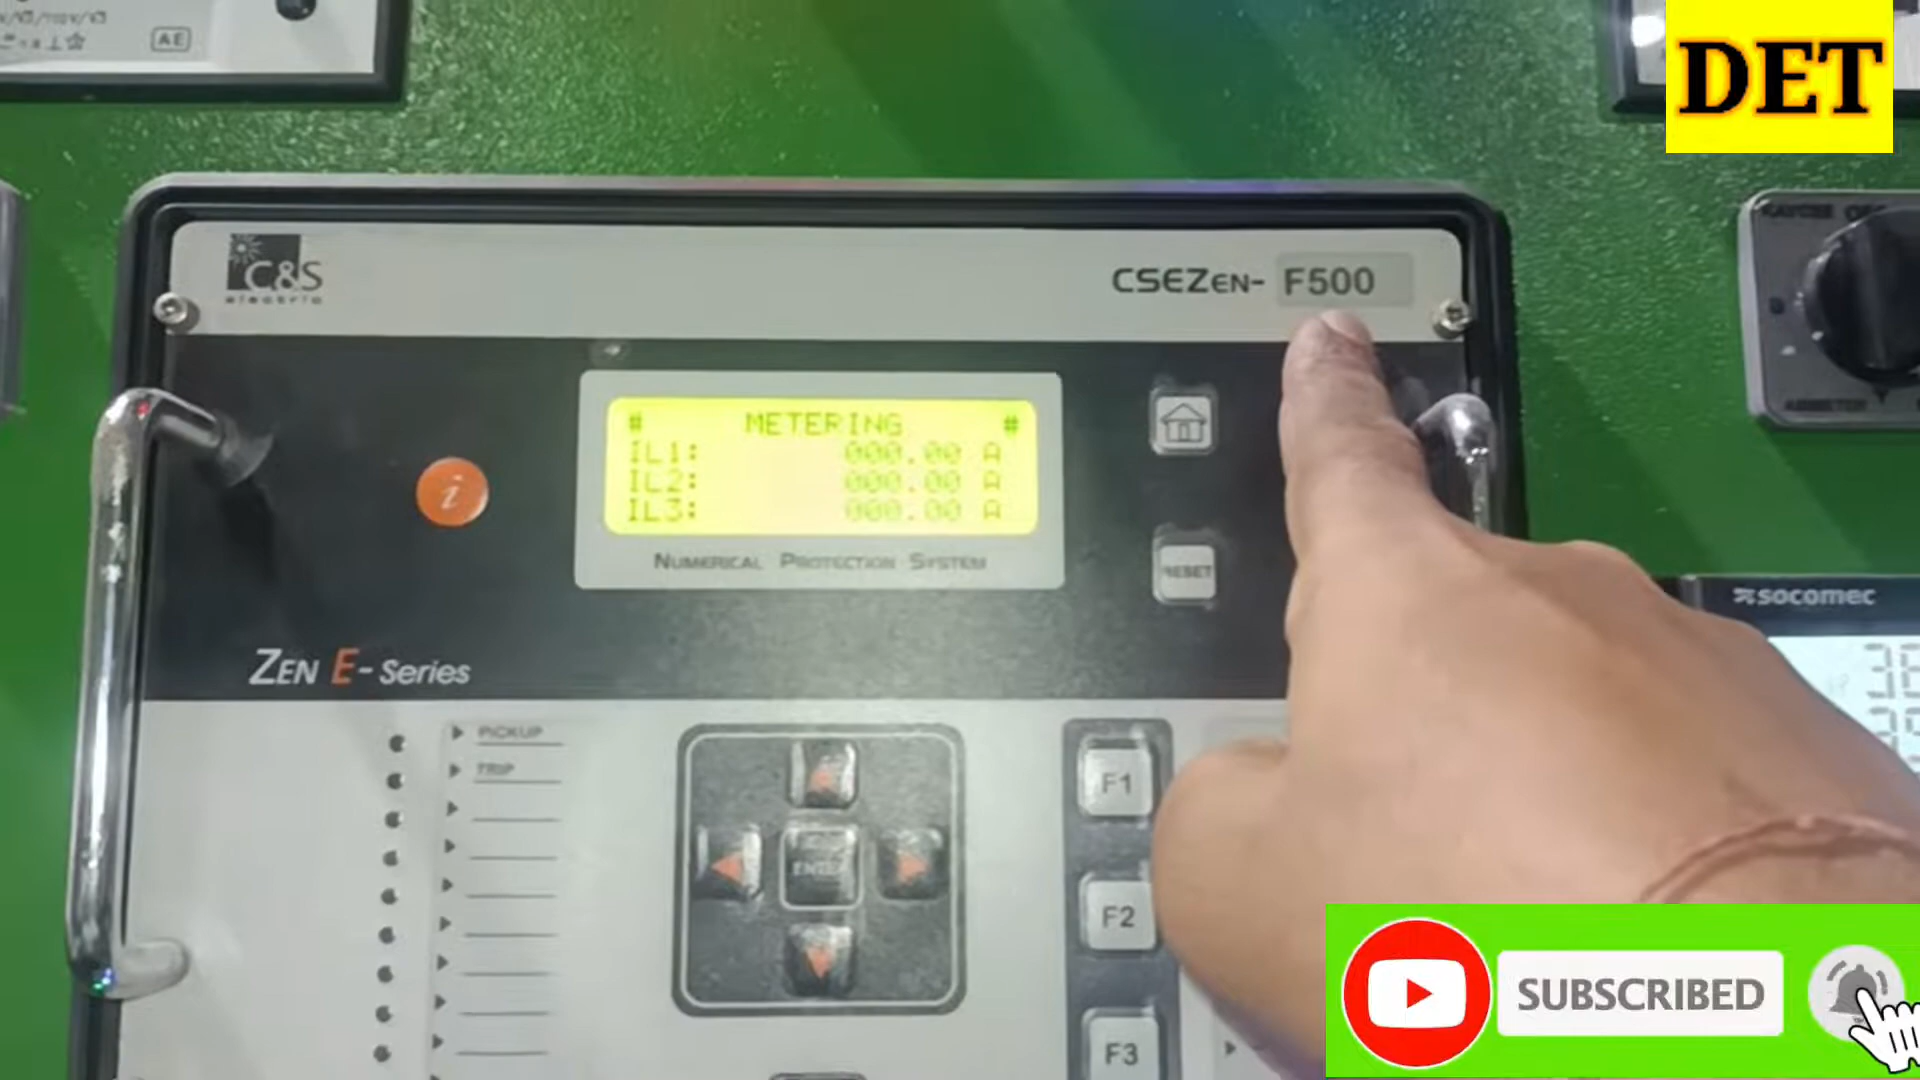 AE
DET
C&S
electric
CSEZEN- F500
# METERING #
IL1: 000.00 A
IL2: 000.00 A
IL3: 000.00 A
NUMERICAL PROTECTION SYSTEM
i
RESET
socomec
ZEN E-Series
PICKUP
TRIP
ENTER
F1
F2
F3
SUBSCRIBED